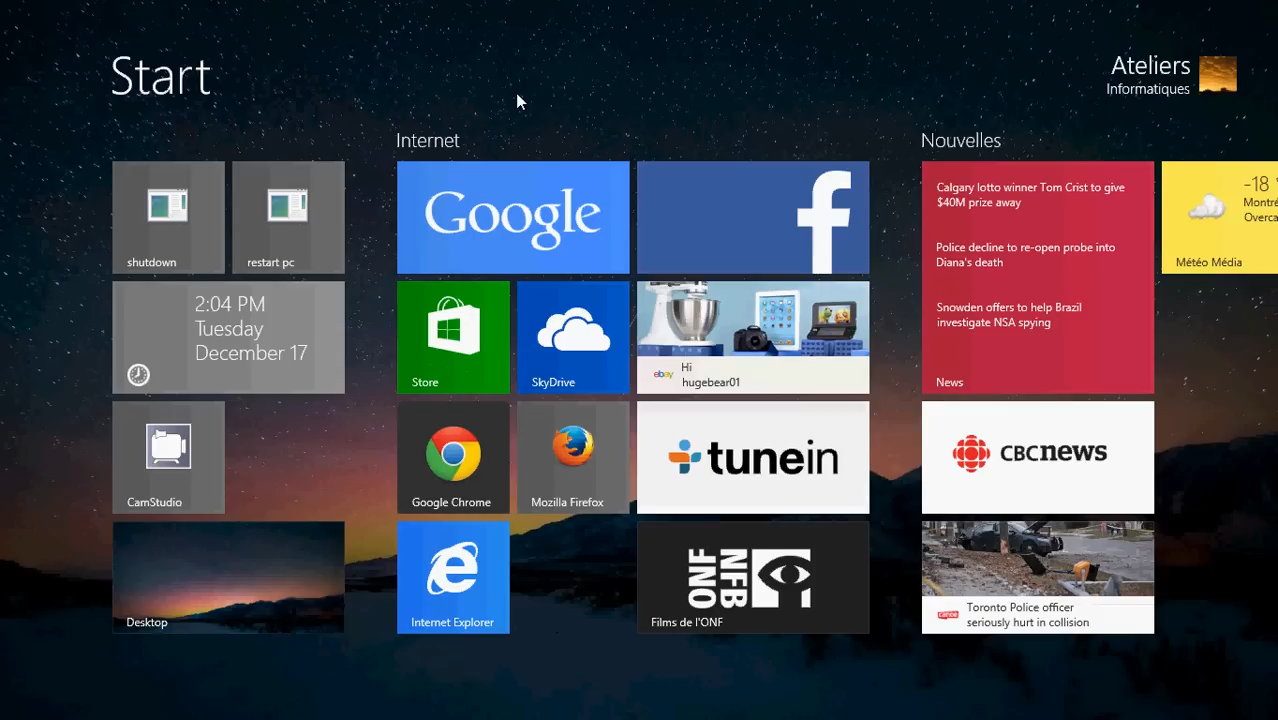 Start
Ateliers
Informatiques
shutdown
restart pc
2:04 PM
Tuesday
December 17
CamStudio
Desktop
Internet
Google
f
Store
SkyDrive
ebay
Hi
hugebear01
Google Chrome
Mozilla Firefox
tunein
Internet Explorer
ONF
NFB
Films de l'ONF
Nouvelles
Calgary lotto winner Tom Crist to give
$40M prize away
Police decline to re-open probe into
Diana's death
Snowden offers to help Brazil
investigate NSA spying
News
-18
Météo Média
CBCnews
canoe
Toronto Police officer
seriously hurt in collision